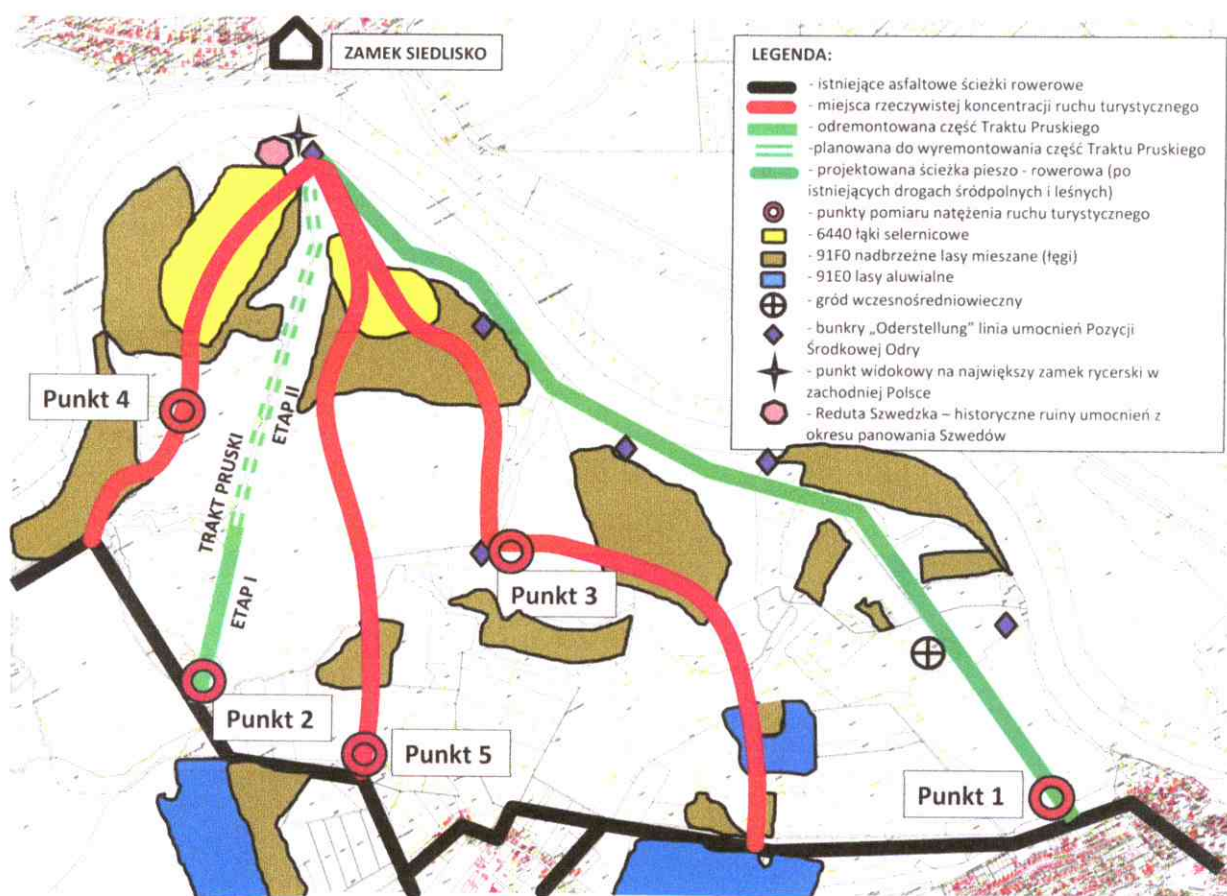 ZAMEK SIEDLISKO
LEGENDA:
- istniejące asfaltowe ścieżki rowerowe
- miejsca rzeczywistej koncentracji ruchu turystycznego
- odremontowana część Traktu Pruskiego
-planowana do wyremontowania część Traktu Pruskiego
- projektowana ścieżka pieszo - rowerowa (po
istniejących drogach śródpolnych i leśnych)
- punkty pomiaru natężenia ruchu turystycznego
- 6440 łąki selernicowe
- 91F0 nadbrzeżne lasy mieszane (łęgi)
- 91E0 lasy aluwialne
- gród wczesnośredniowieczny
- bunkry „Oderstellung” linia umocnień Pozycji
Środkowej Odry
- punkt widokowy na największy zamek rycerski w
zachodniej Polsce
- Reduta Szwedzka – historyczne ruiny umocnień z
okresu panowania Szwedów
Punkt 4
TRAKT PRUSKI
ETAP II
ETAP I
Punkt 3
Punkt 2
Punkt 5
Punkt 1